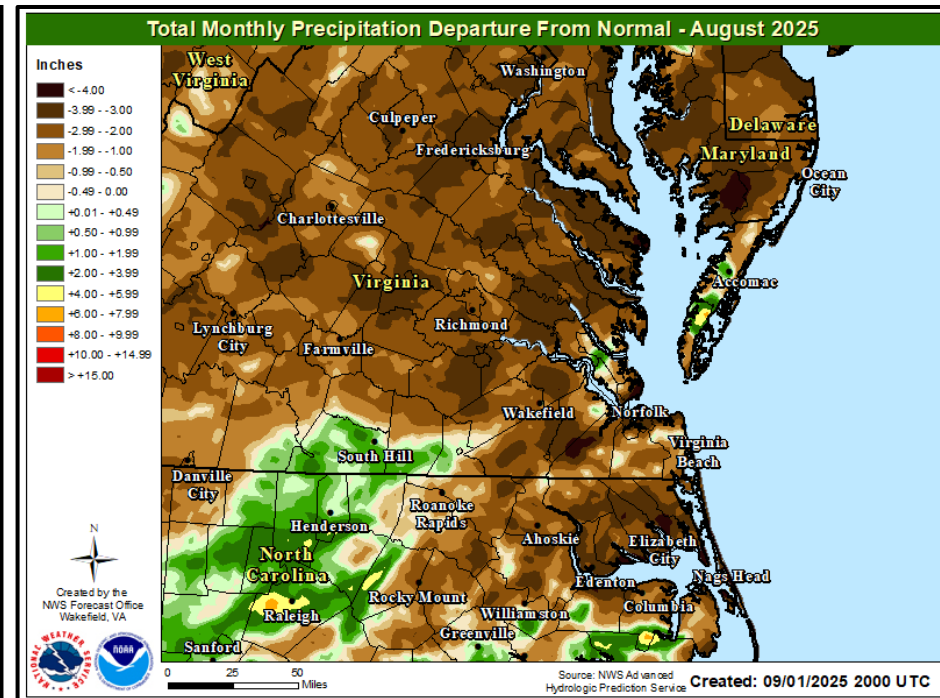 Total Monthly Precipitation Departure From Normal - August 2025
Inches
< -4.00
-3.99 - -3.00
-2.99 - -2.00
-1.99 - -1.00
-0.99 - -0.50
-0.49 - 0.00
+0.01 - +0.49
+0.50 - +0.99
+1.00 - +1.99
+2.00 - +3.99
+4.00 - +5.99
+6.00 - +7.99
+8.00 - +9.99
+10.00 - +14.99
> +15.00
West
Virginia
Washington
Culpeper
Delaware
Fredericksburg
Maryland
Ocean
City
Charlottesville
Accomac
Virginia
Lynchburg
City
Richmond
Farmville
Wakefield
Norfolk
Virginia
Beach
South Hill
Danville
City
Roanoke
Rapids
Henderson
Ahoskie
Elizabeth
City
North
Carolina
Edenton
Nags Head
Rocky Mount
Columbia
Raleigh
Williamston
Greenville
Sanford
N
Created by the
NWS Forecast Office
Wakefield, VA
NATIONAL WEATHER SERVICE
NOAA
0 25 50
Miles
Source: NWS Advanced
Hydrologic Prediction Service
Created: 09/01/2025 2000 UTC